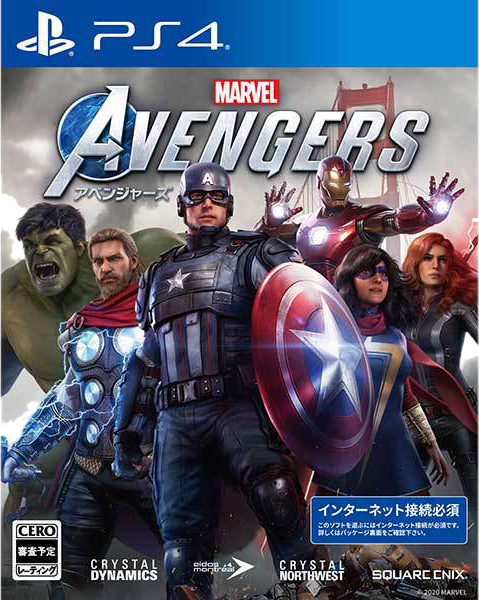 PS4
MARVEL
AVENGERS
アベンジャーズ
インターネット接続必須
このソフトを遊ぶにはインターネット接続が必須です。
詳しくはパッケージ裏面をご確認下さい。
CERO
審査予定
レーティング
CRYSTAL
DYNAMICS
eidos
montréal
CRYSTAL
NORTHWEST
SQUARE ENIX
© 2020 MARVEL